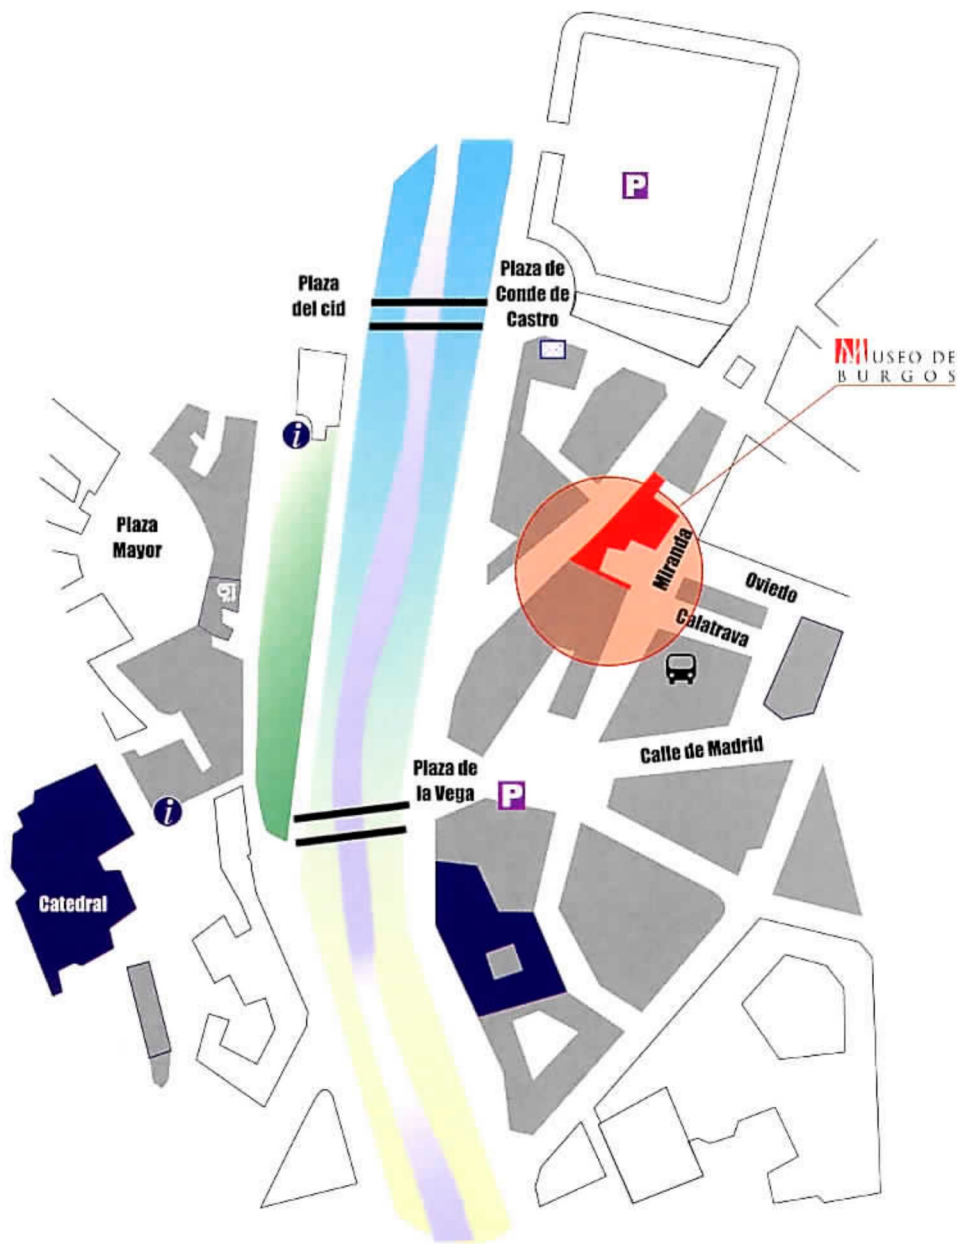 P
Plaza
del cid
Plaza de
Conde de
Castro
MUSEO DE
BURGOS
i
Plaza
Mayor
Miranda
Oviedo
Calatrava
Calle de Madrid
Plaza de
la Vega
P
i
Catedral